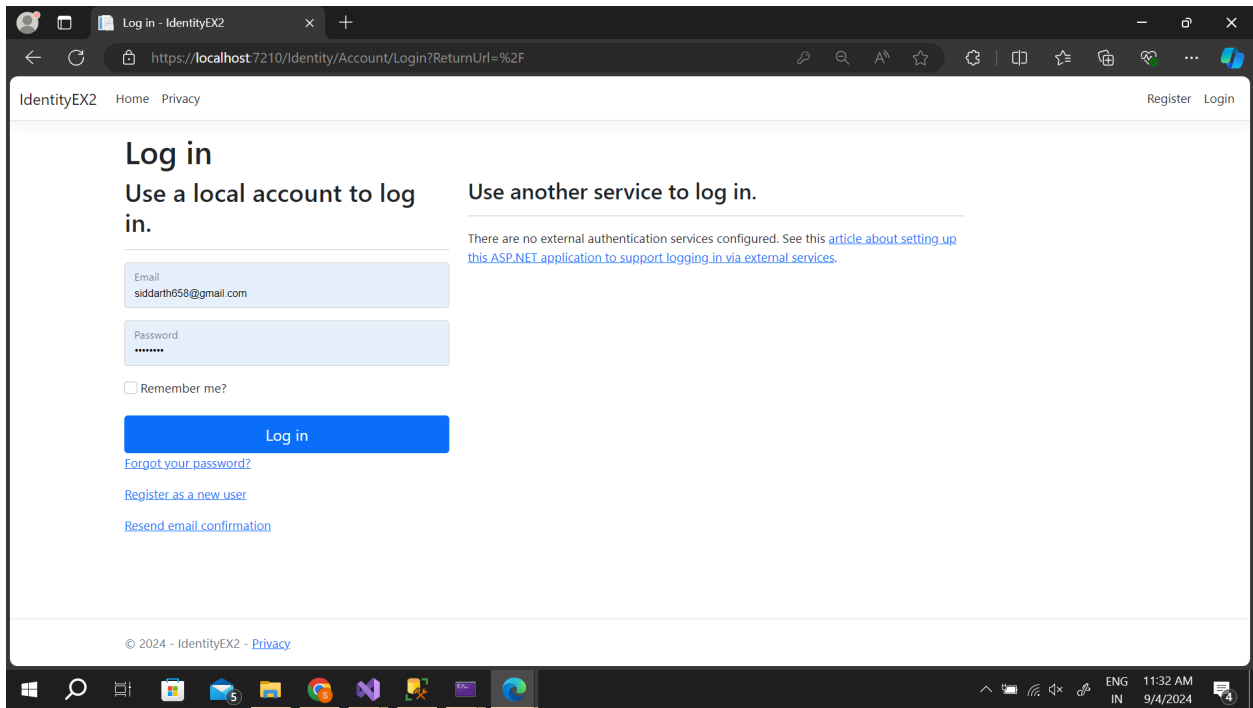 Log in - IdentityEX2
https://localhost:7210/Identity/Account/Login?ReturnUrl=%2F
IdentityEX2 Home Privacy Register Login
Log in
Use a local account to log
in.
Use another service to log in.
There are no external authentication services configured. See this article about setting up
this ASP.NET application to support logging in via external services.
Email
siddarth658@gmail.com
Password
••••••••
Remember me?
Log in
Forgot your password?
Register as a new user
Resend email confirmation
© 2024 - IdentityEX2 - Privacy
5
ENG
IN
11:32 AM
9/4/2024
4